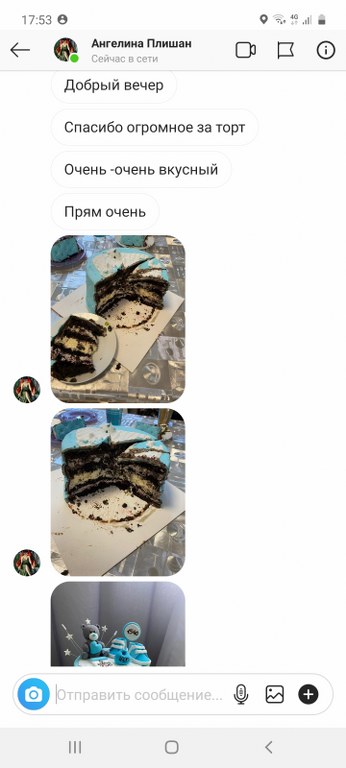 17:53
4G
Ангелина Плишан
Сейчас в сети
Добрый вечер
Спасибо огромное за торт
Очень -очень вкусный
Прям очень
Отправить сообщение...